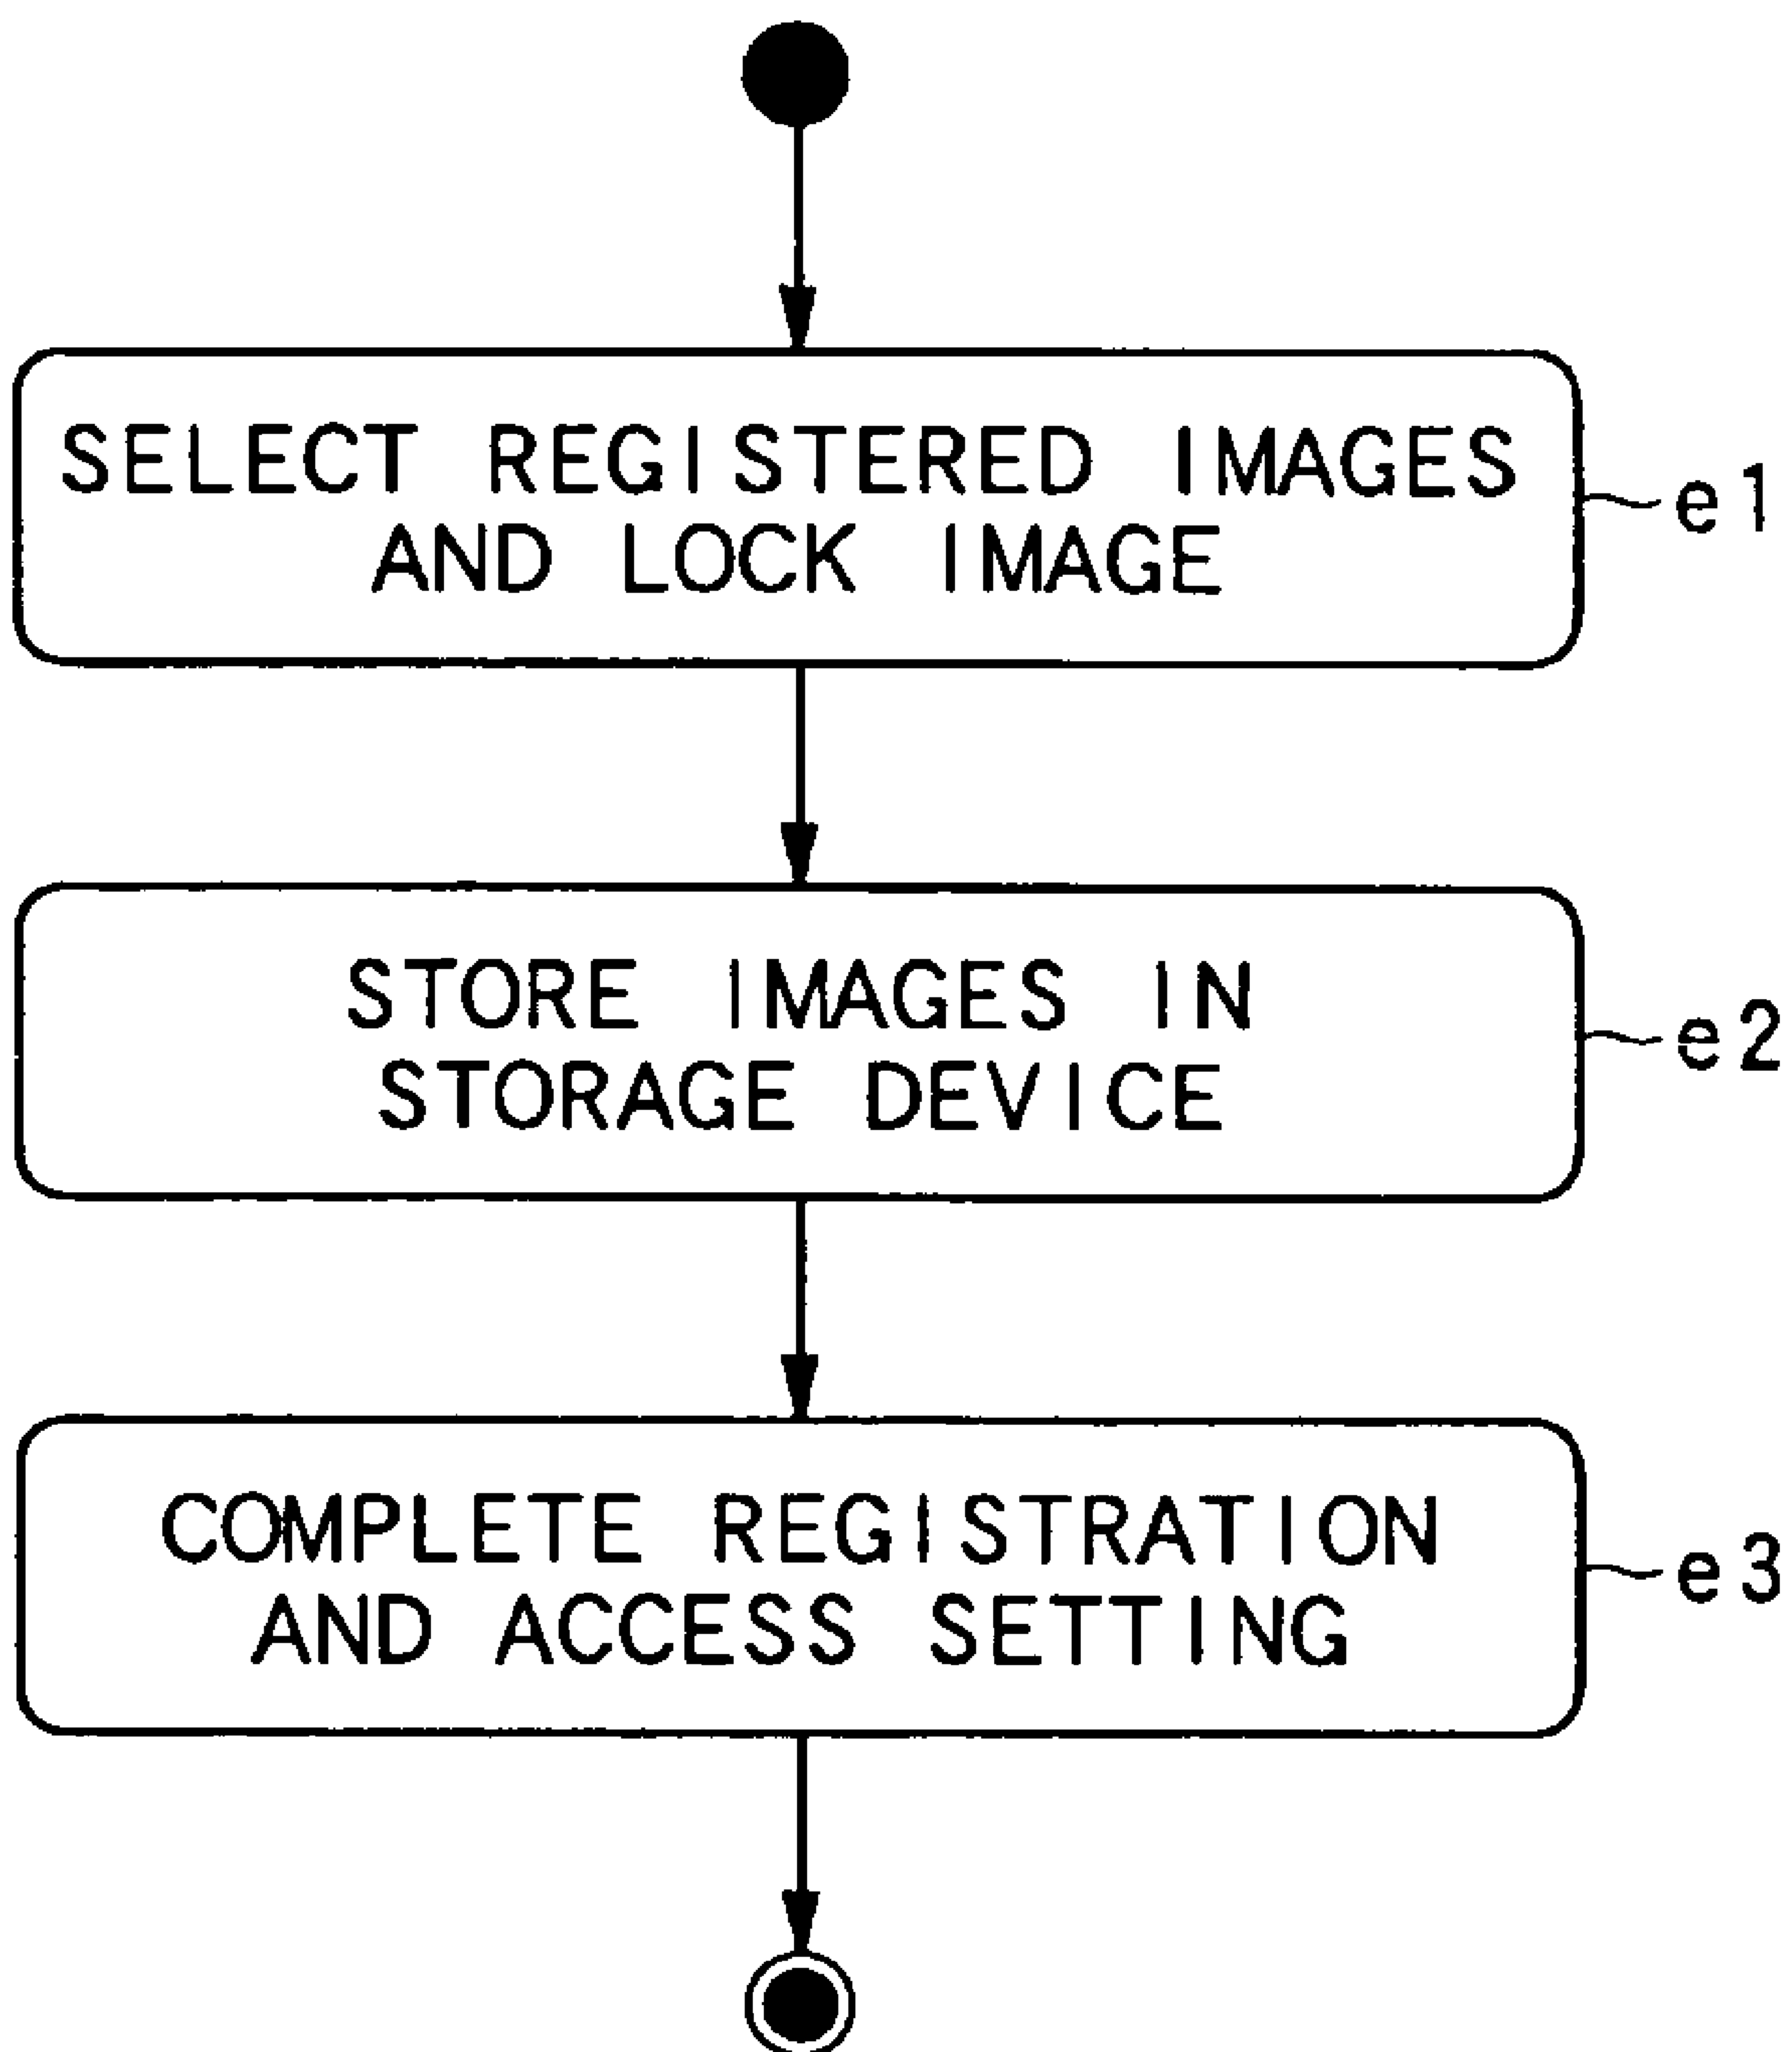 SELECT REGISTERED IMAGES
AND LOCK IMAGE
e1
STORE IMAGES IN
STORAGE DEVICE
e2
COMPLETE REGISTRATION
AND ACCESS SETTING
e3